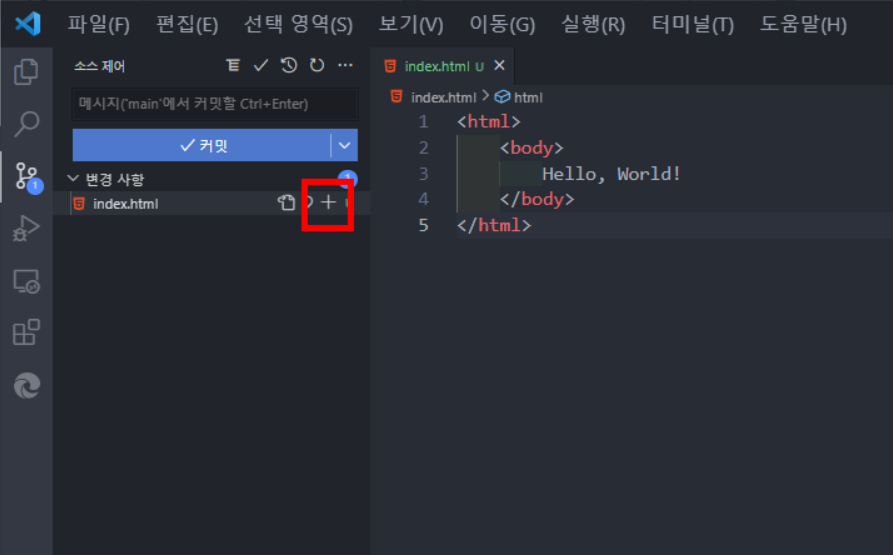 파일(F) 편집(E) 선택 영역(S) 보기(V) 이동(G) 실행(R) 터미널(T) 도움말(H)
소스 제어
메시지('main'에서 커밋할 Ctrl+Enter)
커밋
변경 사항 1
index.html
1
index.html U
index.html > html
1 <html>
2 <body>
3 Hello, World!
4 </body>
5 </html>